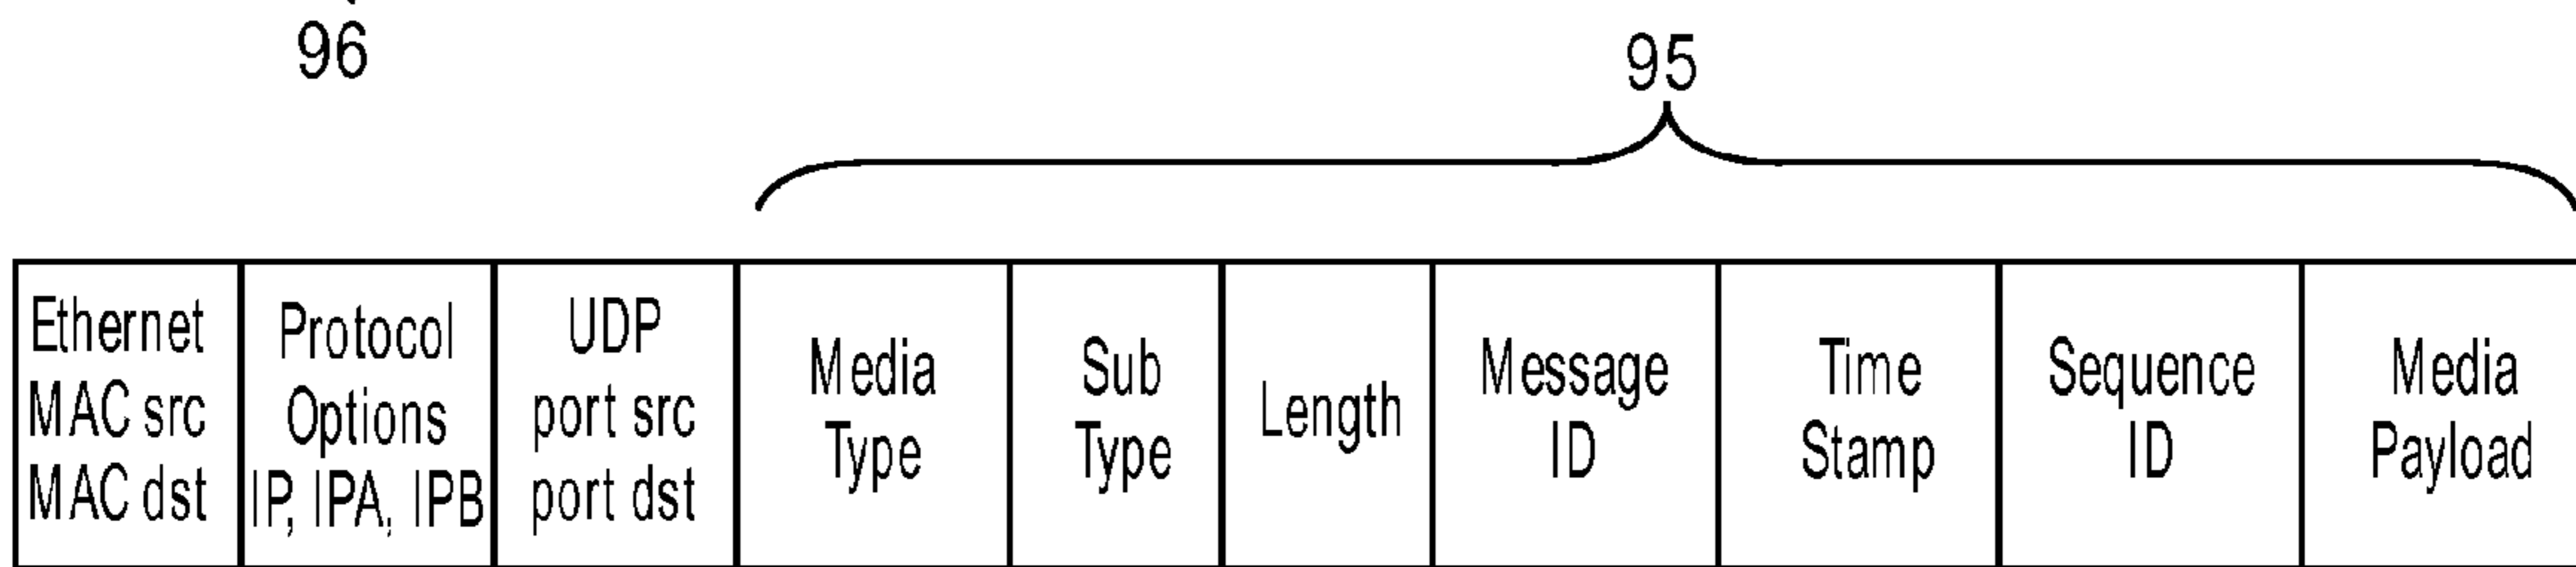 96
95
Ethernet
MAC src
MAC dst
Protocol
Options
IP, IPA, IPB
UDP
port src
port dst
Media
Type
Sub
Type
Length
Message
ID
Time
Stamp
Sequence
ID
Media
Payload